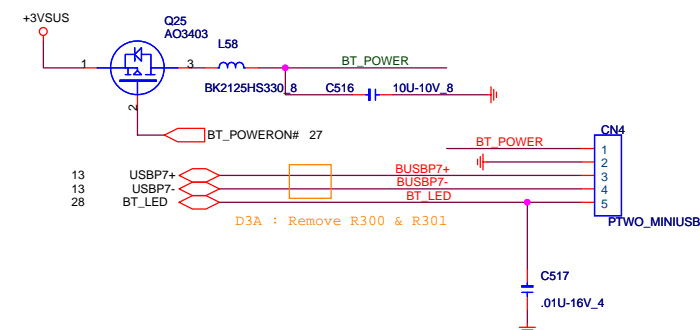 +3VSUS
Q25
AO3403
L58
1
3
BT_POWER
BK2125HS330_8
C516
10U-10V_8
2
BT_POWERON# 27
CN4
BT_POWER
1
2
13 USBP7+ BUSBP7+ 3
13 USBP7- BUSBP7- 4
28 BT_LED BT_LED 5
D3A : Remove R300 & R301
PTWO_MINIUSB
C517
.01U-16V_4